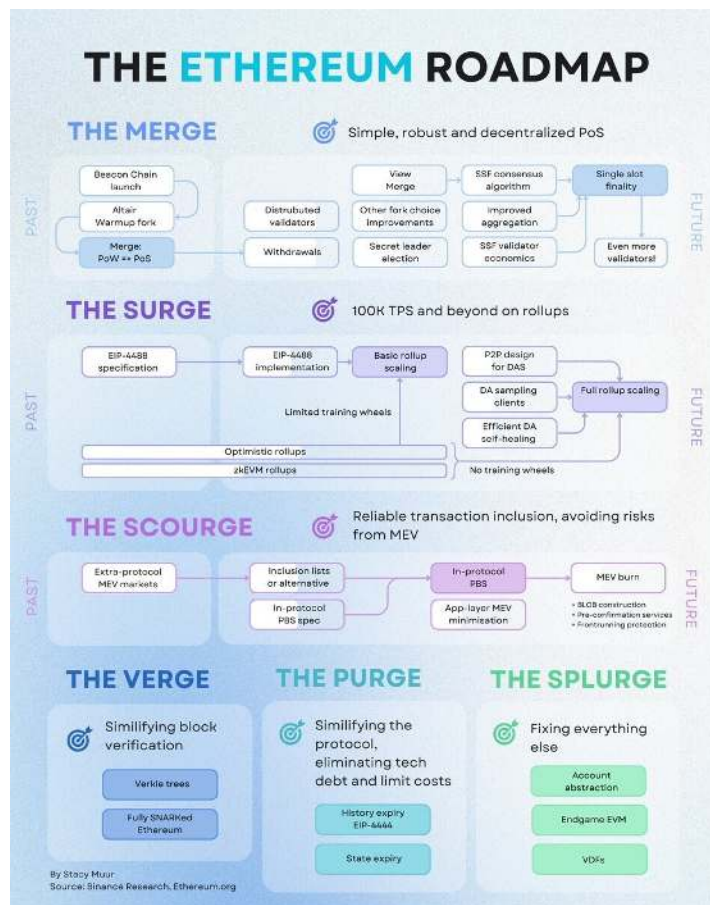 THE ETHEREUM ROADMAP
THE MERGE
Simple, robust and decentralized PoS
PAST
Beacon Chain
launch
Altair
Warmup fork
Merge:
PoW => PoS
Distrubuted
validators
Withdrawals
View
Merge
Other fork choice
improvements
Secret leader
election
SSF consensus
algorithm
Improved
aggregation
SSF validator
economics
Single slot
finality
Even more
validators!
FUTURE
THE SURGE
100K TPS and beyond on rollups
PAST
EIP-4488
specification
EIP-4488
implementation
Basic rollup
scaling
Limited training wheels
Optimistic rollups
zkEVM rollups
P2P design
for DAS
DA sampling
clients
Efficient DA
self-healing
Full rollup scaling
No training wheels
FUTURE
THE SCOURGE
Reliable transaction inclusion, avoiding risks
from MEV
PAST
Extra-protocol
MEV markets
Inclusion lists
or alternative
In-protocol
PBS spec
In-protocol
PBS
App-layer MEV
minimisation
MEV burn
• BLOB construction
• Pre-confirmation services
• Frontrunning protection
FUTURE
THE VERGE
Similifying block
verification
Verkle trees
Fully SNARKed
Ethereum
THE PURGE
Similifying the
protocol,
eliminating tech
debt and limit costs
History expiry
EIP-4444
State expiry
THE SPLURGE
Fixing everything
else
Account
abstraction
Endgame EVM
VDFs
By Stacy Muur
Source: Binance Research, Ethereum.org